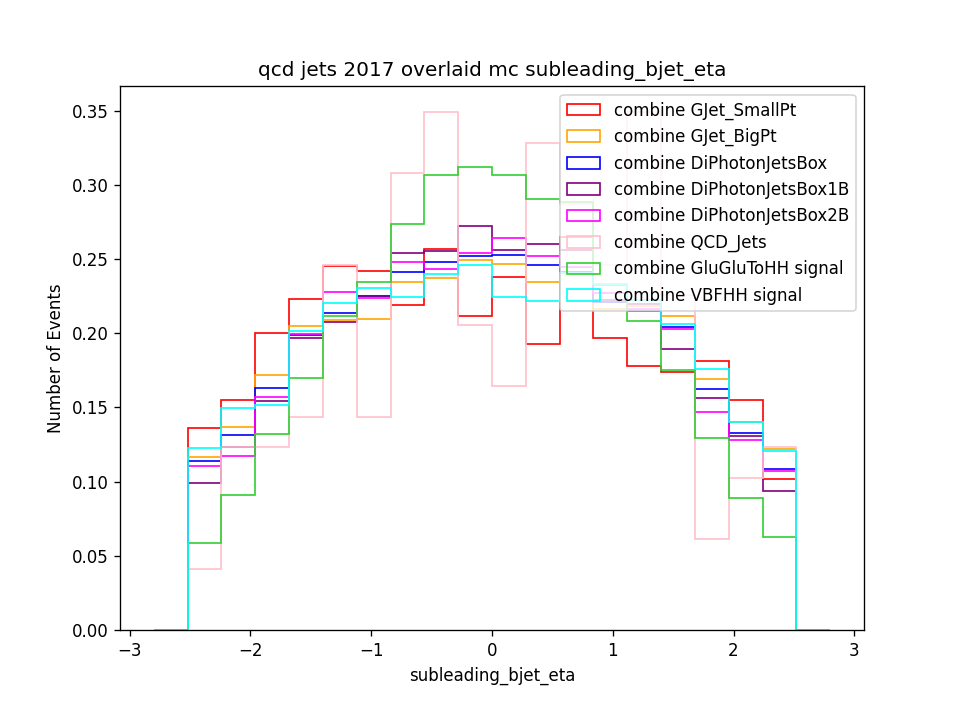 qcd jets 2017 overlaid mc subleading_bjet_eta
combine GJet_SmallPt
combine GJet_BigPt
combine DiPhotonJetsBox
combine DiPhotonJetsBox1B
combine DiPhotonJetsBox2B
combine QCD_Jets
combine GluGluToHH signal
combine VBFHH signal
Number of Events
0.35
0.30
0.25
0.20
0.15
0.10
0.05
0.00
−3 −2 −1 0 1 2 3
subleading_bjet_eta